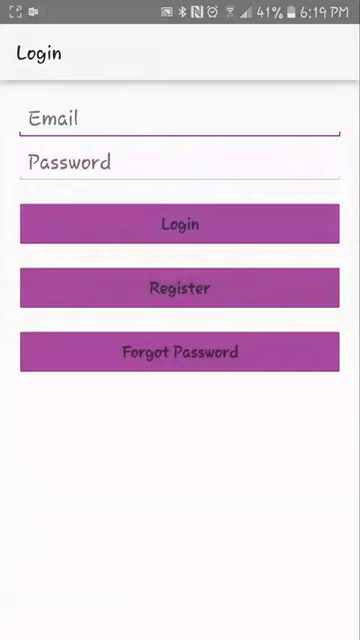 41% 6:19 PM
Login
Email
Password
Login
Register
Forgot Password